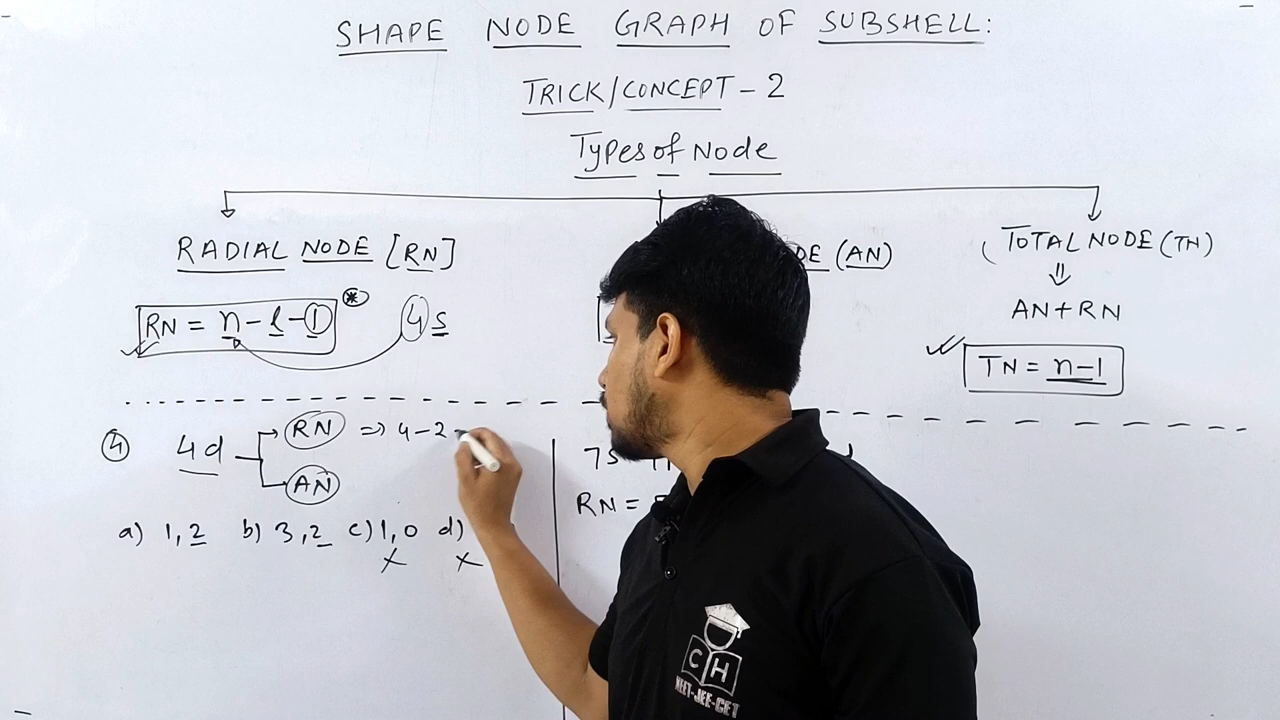 SHAPE NODE GRAPH OF SUBSHELL:
TRICK/CONCEPT - 2
Types of Node
RADIAL NODE [RN]
DE (AN)
TOTAL NODE (TN)
RN = n - l - 1
4s
AN + RN
TN = n - 1
4 4d RN ⇒ 4 - 2 -
AN
a) 1, 2 b) 3, 2 c) 1, 0 d)
7s
RN =
CH
NEET-JEE-CET